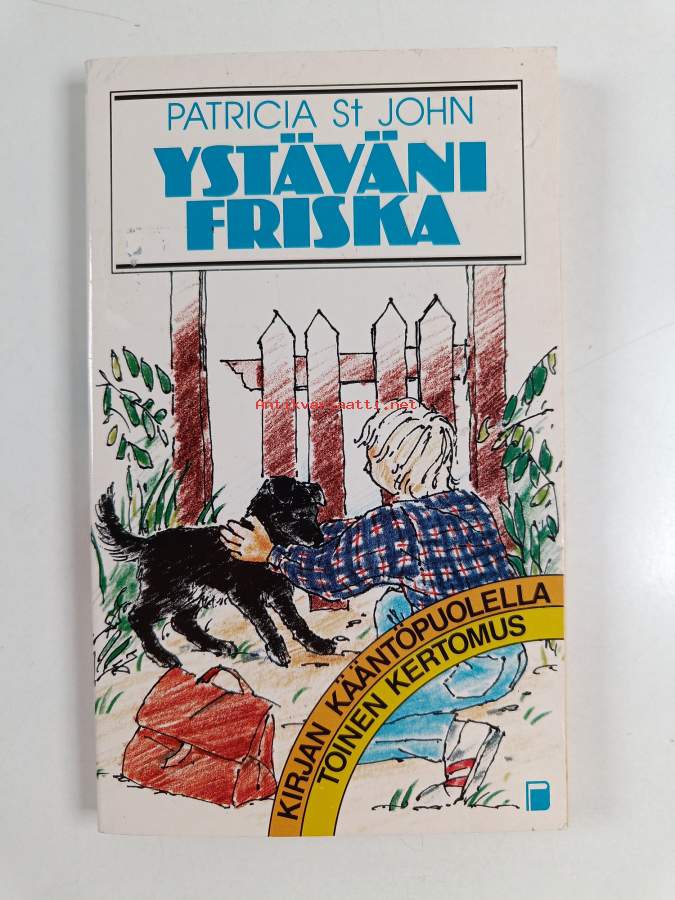 PATRICIA St JOHN
YSTÄVÄNI
FRISKA
Antikvariaatti.net
KIRJAN KÄÄNTÖPUOLELLA
TOINEN KERTOMUS